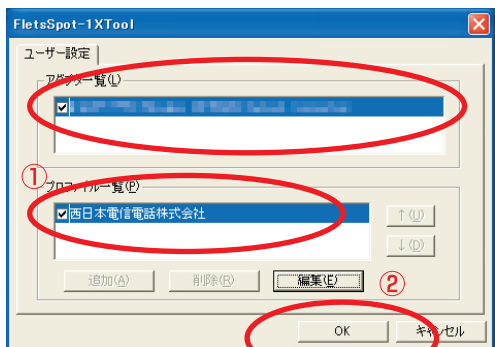 FletsSpot-1XTool
ユーザー設定
アダプター覧(L)
①
プロファイル一覧(P)
西日本電信電話株式会社
↑(U)
↓(D)
追加(A) 削除(R) 編集(E)
②
OK キャンセル